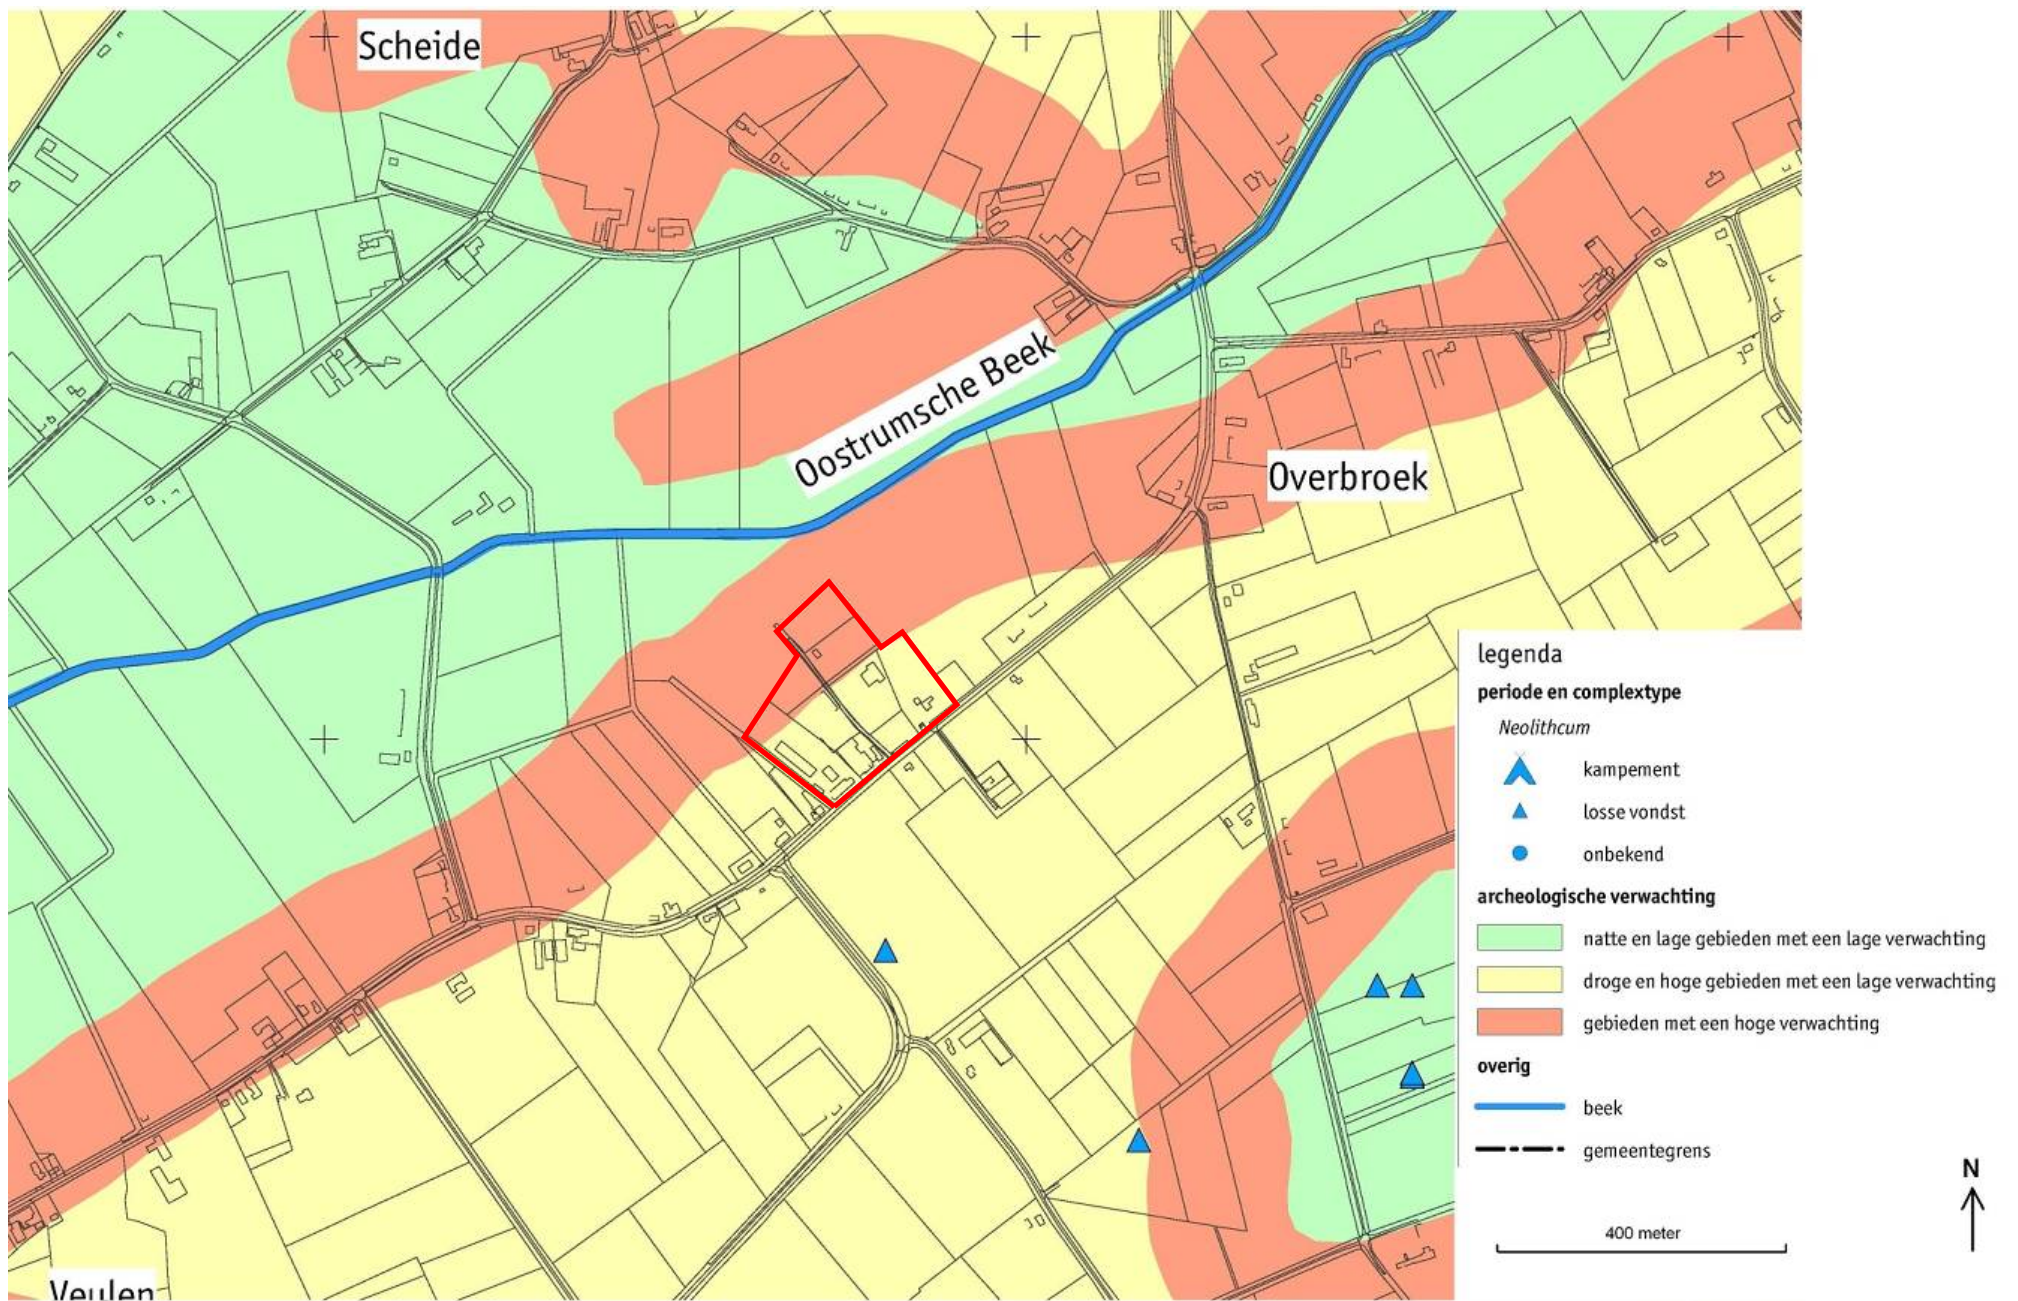 Scheide
Oostrumsche Beek
Overbroek
Veulen
legenda
periode en complextype
Neolithcum
kampement
losse vondst
onbekend
archeologische verwachting
natte en lage gebieden met een lage verwachting
droge en hoge gebieden met een lage verwachting
gebieden met een hoge verwachting
overig
beek
gemeentegrens
N
400 meter